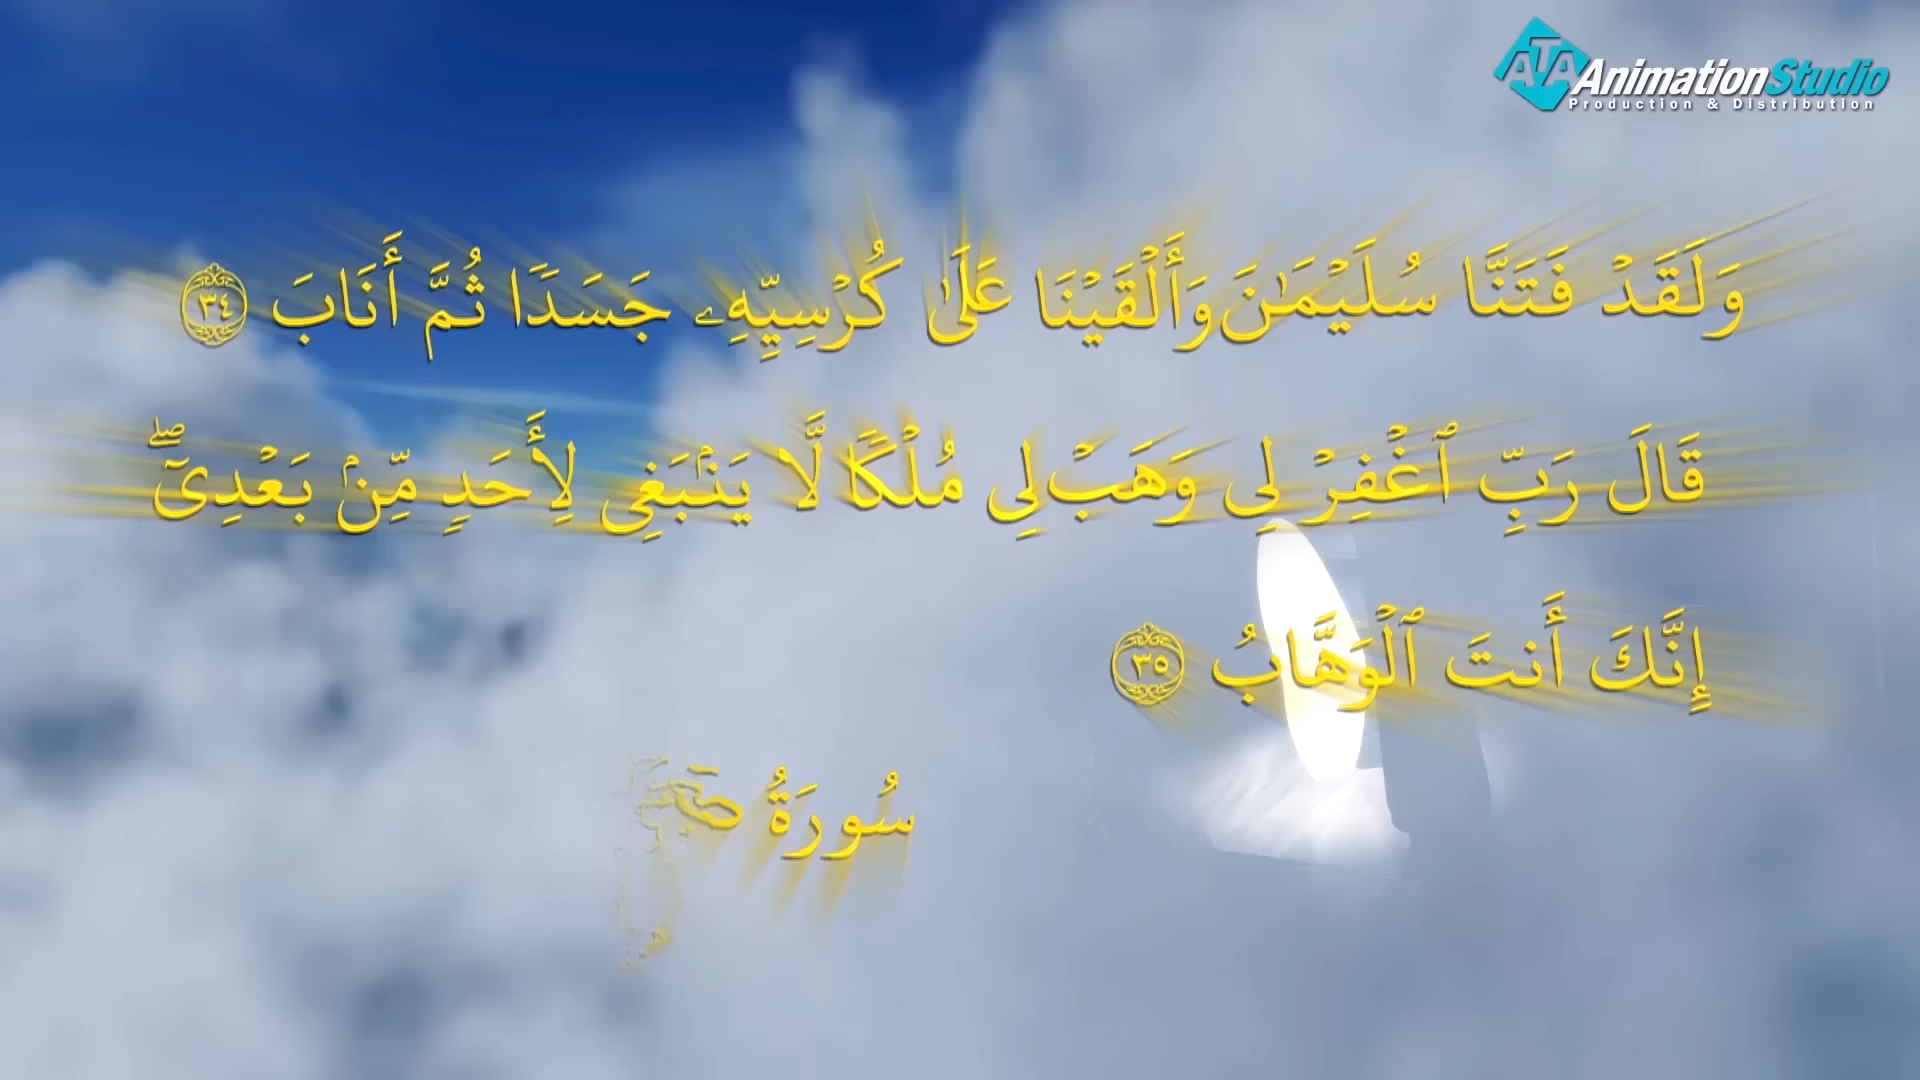 ATA AnimationStudio
Production & Distribution
وَلَقَدْ فَتَنَّا سُلَيْمَـٰنَ وَأَلْقَيْنَا عَلَىٰ كُرْسِيِّهِۦ جَسَدًا ثُمَّ أَنَابَ ٣٤
قَالَ رَبِّ ٱغْفِرْ لِى وَهَبْ لِى مُلْكًا لَّا يَنۢبَغِى لِأَحَدٍ مِّنۢ بَعْدِىٓ ۖ
إِنَّكَ أَنتَ ٱلْوَهَّابُ ٣٥
سُورَةُ